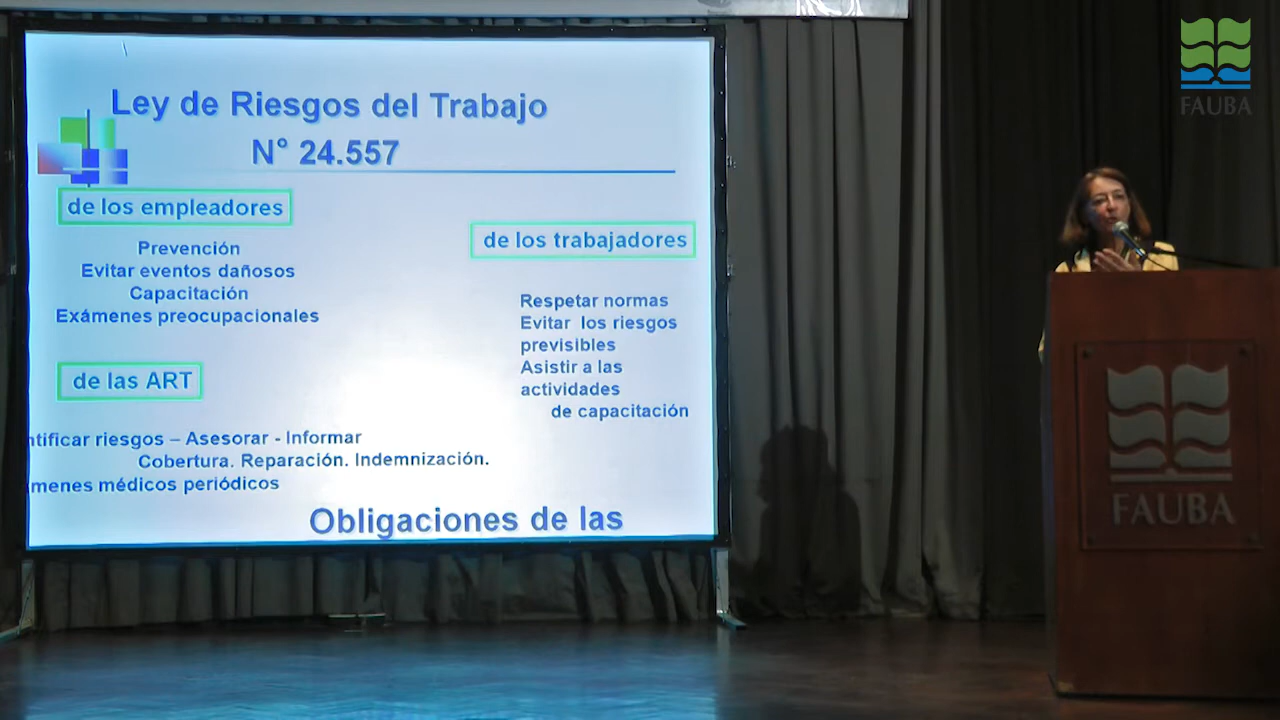 Ley de Riesgos del Trabajo
N° 24.557
de los empleadores
Prevención
Evitar eventos dañosos
Capacitación
Exámenes preocupacionales
de los trabajadores
Respetar normas
Evitar los riesgos
previsibles
Asistir a las
actividades
de capacitación
de las ART
riesgos – Asesorar - Informar
Cobertura. Reparación. Indemnización.
médicos periódicos
Obligaciones de las
FAUBA
FAUBA